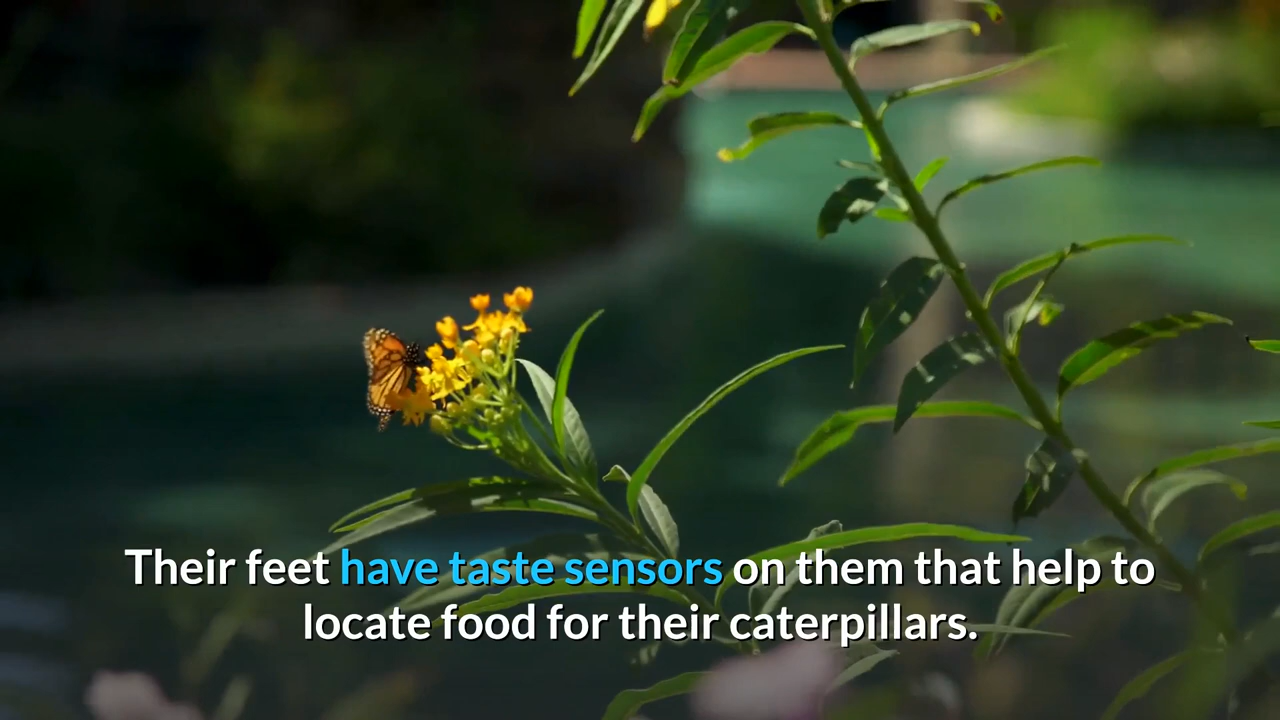 Their feet have taste sensors on them that help to
locate food for their caterpillars.